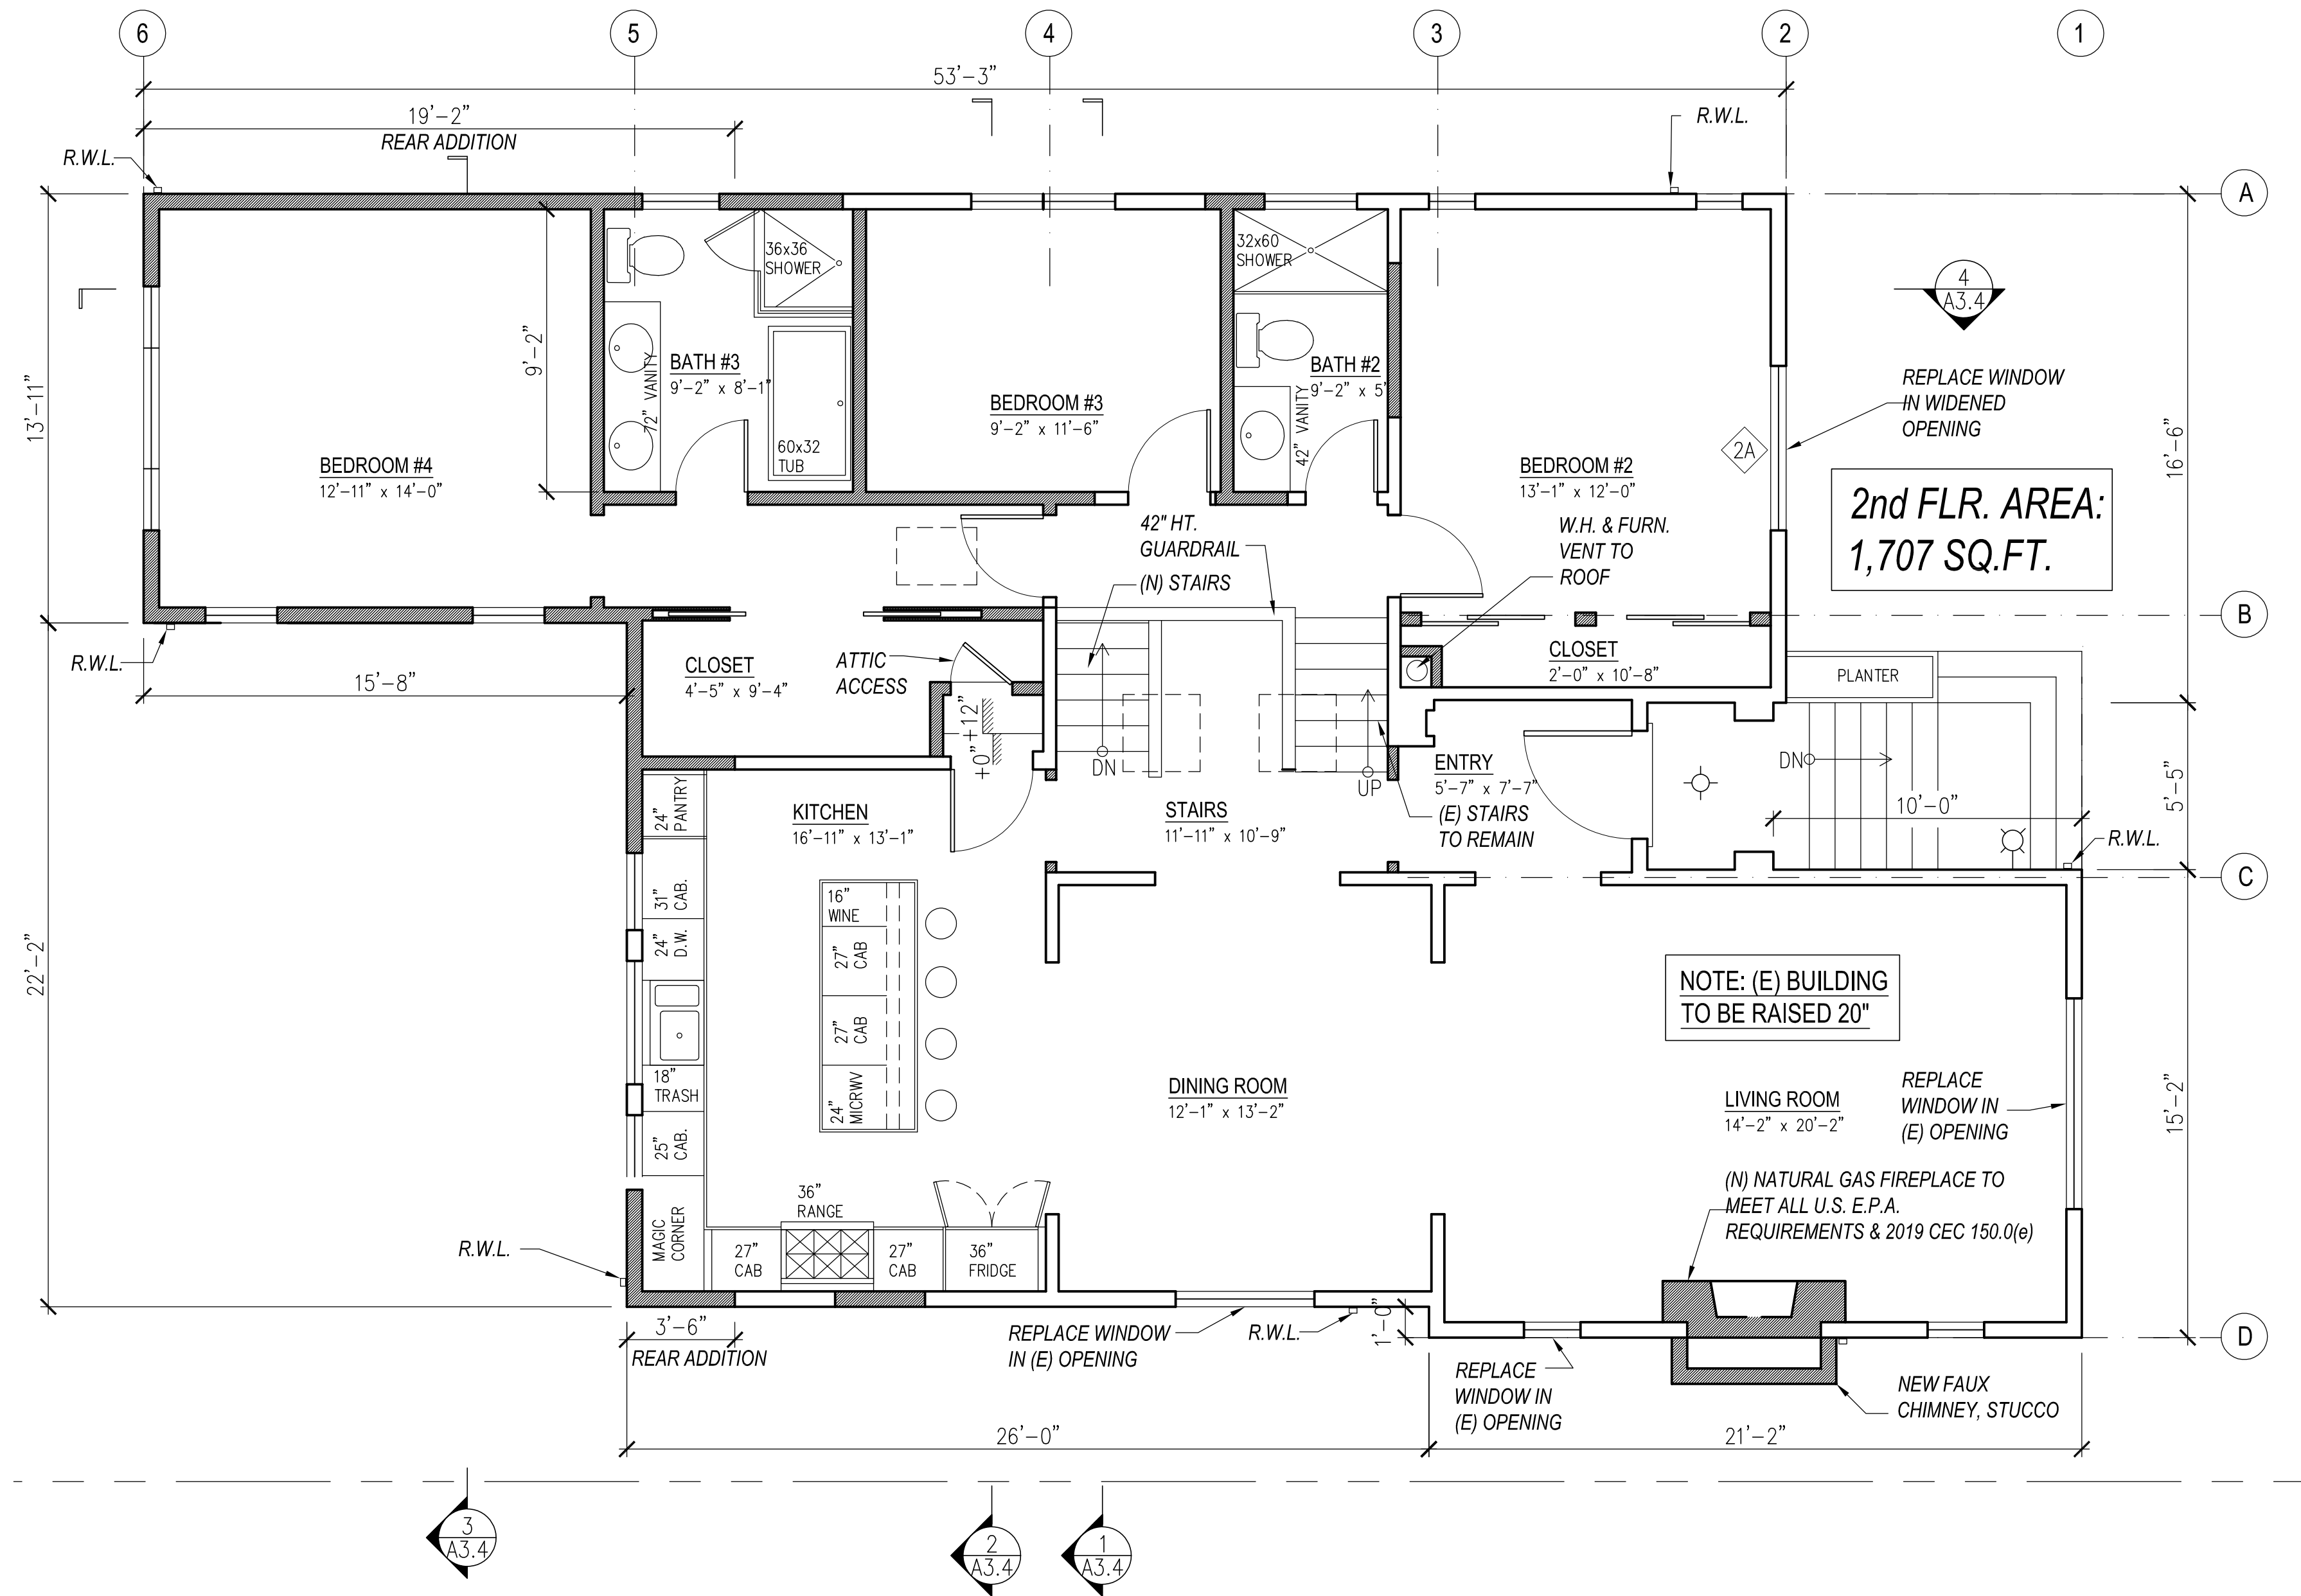 6
5
4
3
2
1
53'-3"
19'-2"
REAR ADDITION
R.W.L.
R.W.L.
A
13'-11"
9'-2"
36x36
SHOWER
32x60
SHOWER
4
A3.4
BATH #3
9'-2" x 8'-1"
72" VANITY
60x32
TUB
BEDROOM #3
9'-2" x 11'-6"
BATH #2
9'-2" x 5'
42" VANITY
REPLACE WINDOW
IN WIDENED
OPENING
2A
16'-6"
BEDROOM #4
12'-11" x 14'-0"
BEDROOM #2
13'-1" x 12'-0"
2nd FLR. AREA:
1,707 SQ.FT.
42" HT.
GUARDRAIL
(N) STAIRS
W.H. & FURN.
VENT TO
ROOF
B
R.W.L.
15'-8"
CLOSET
4'-5" x 9'-4"
ATTIC
ACCESS
+12"
+0"
CLOSET
2'-0" x 10'-8"
PLANTER
DN
UP
ENTRY
5'-7" x 7'-7"
(E) STAIRS
TO REMAIN
DN
10'-0"
5'-5"
R.W.L.
KITCHEN
16'-11" x 13'-1"
STAIRS
11'-11" x 10'-9"
C
24"
PANTRY
31"
CAB.
24"
D.W.
18"
TRASH
25"
CAB.
MAGIC
CORNER
16"
WINE
27"
CAB
27"
CAB
24"
MICRWV
22'-2"
NOTE: (E) BUILDING
TO BE RAISED 20"
DINING ROOM
12'-1" x 13'-2"
LIVING ROOM
14'-2" x 20'-2"
REPLACE
WINDOW IN
(E) OPENING
15'-2"
(N) NATURAL GAS FIREPLACE TO
MEET ALL U.S. E.P.A.
REQUIREMENTS & 2019 CEC 150.0(e)
36"
RANGE
27"
CAB
27"
CAB
36"
FRIDGE
R.W.L.
3'-6"
REAR ADDITION
REPLACE WINDOW
IN (E) OPENING
R.W.L.
1'-0"
D
REPLACE
WINDOW IN
(E) OPENING
NEW FAUX
CHIMNEY, STUCCO
26'-0"
21'-2"
3
A3.4
2
A3.4
1
A3.4